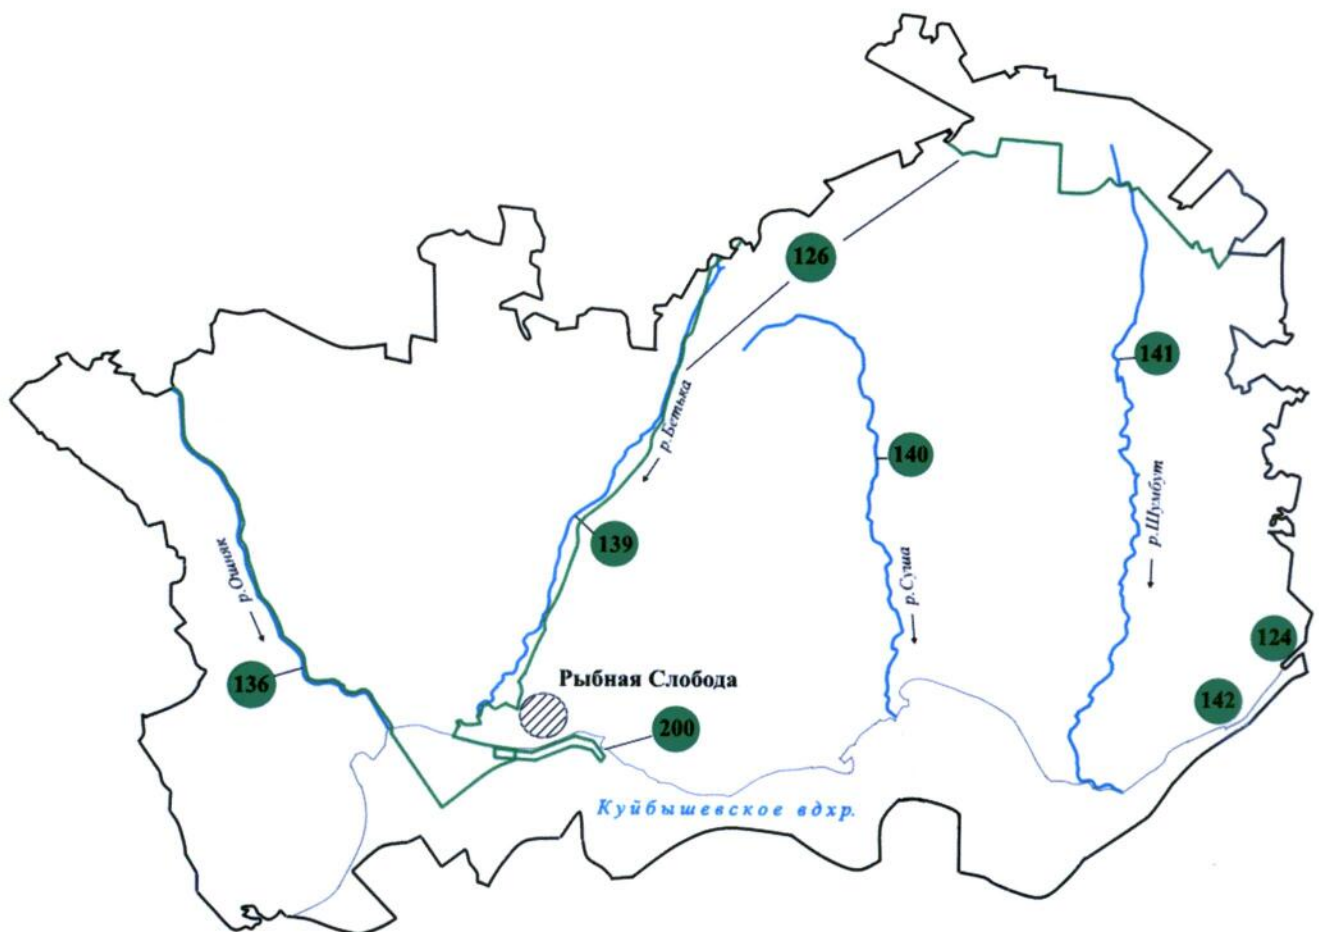 126
141
р.Бетька
140
139
р.Шумбут
р.Ошняк
р.Суша
124
136
Рыбная Слобода
142
200
Куйбышевское вдхр.